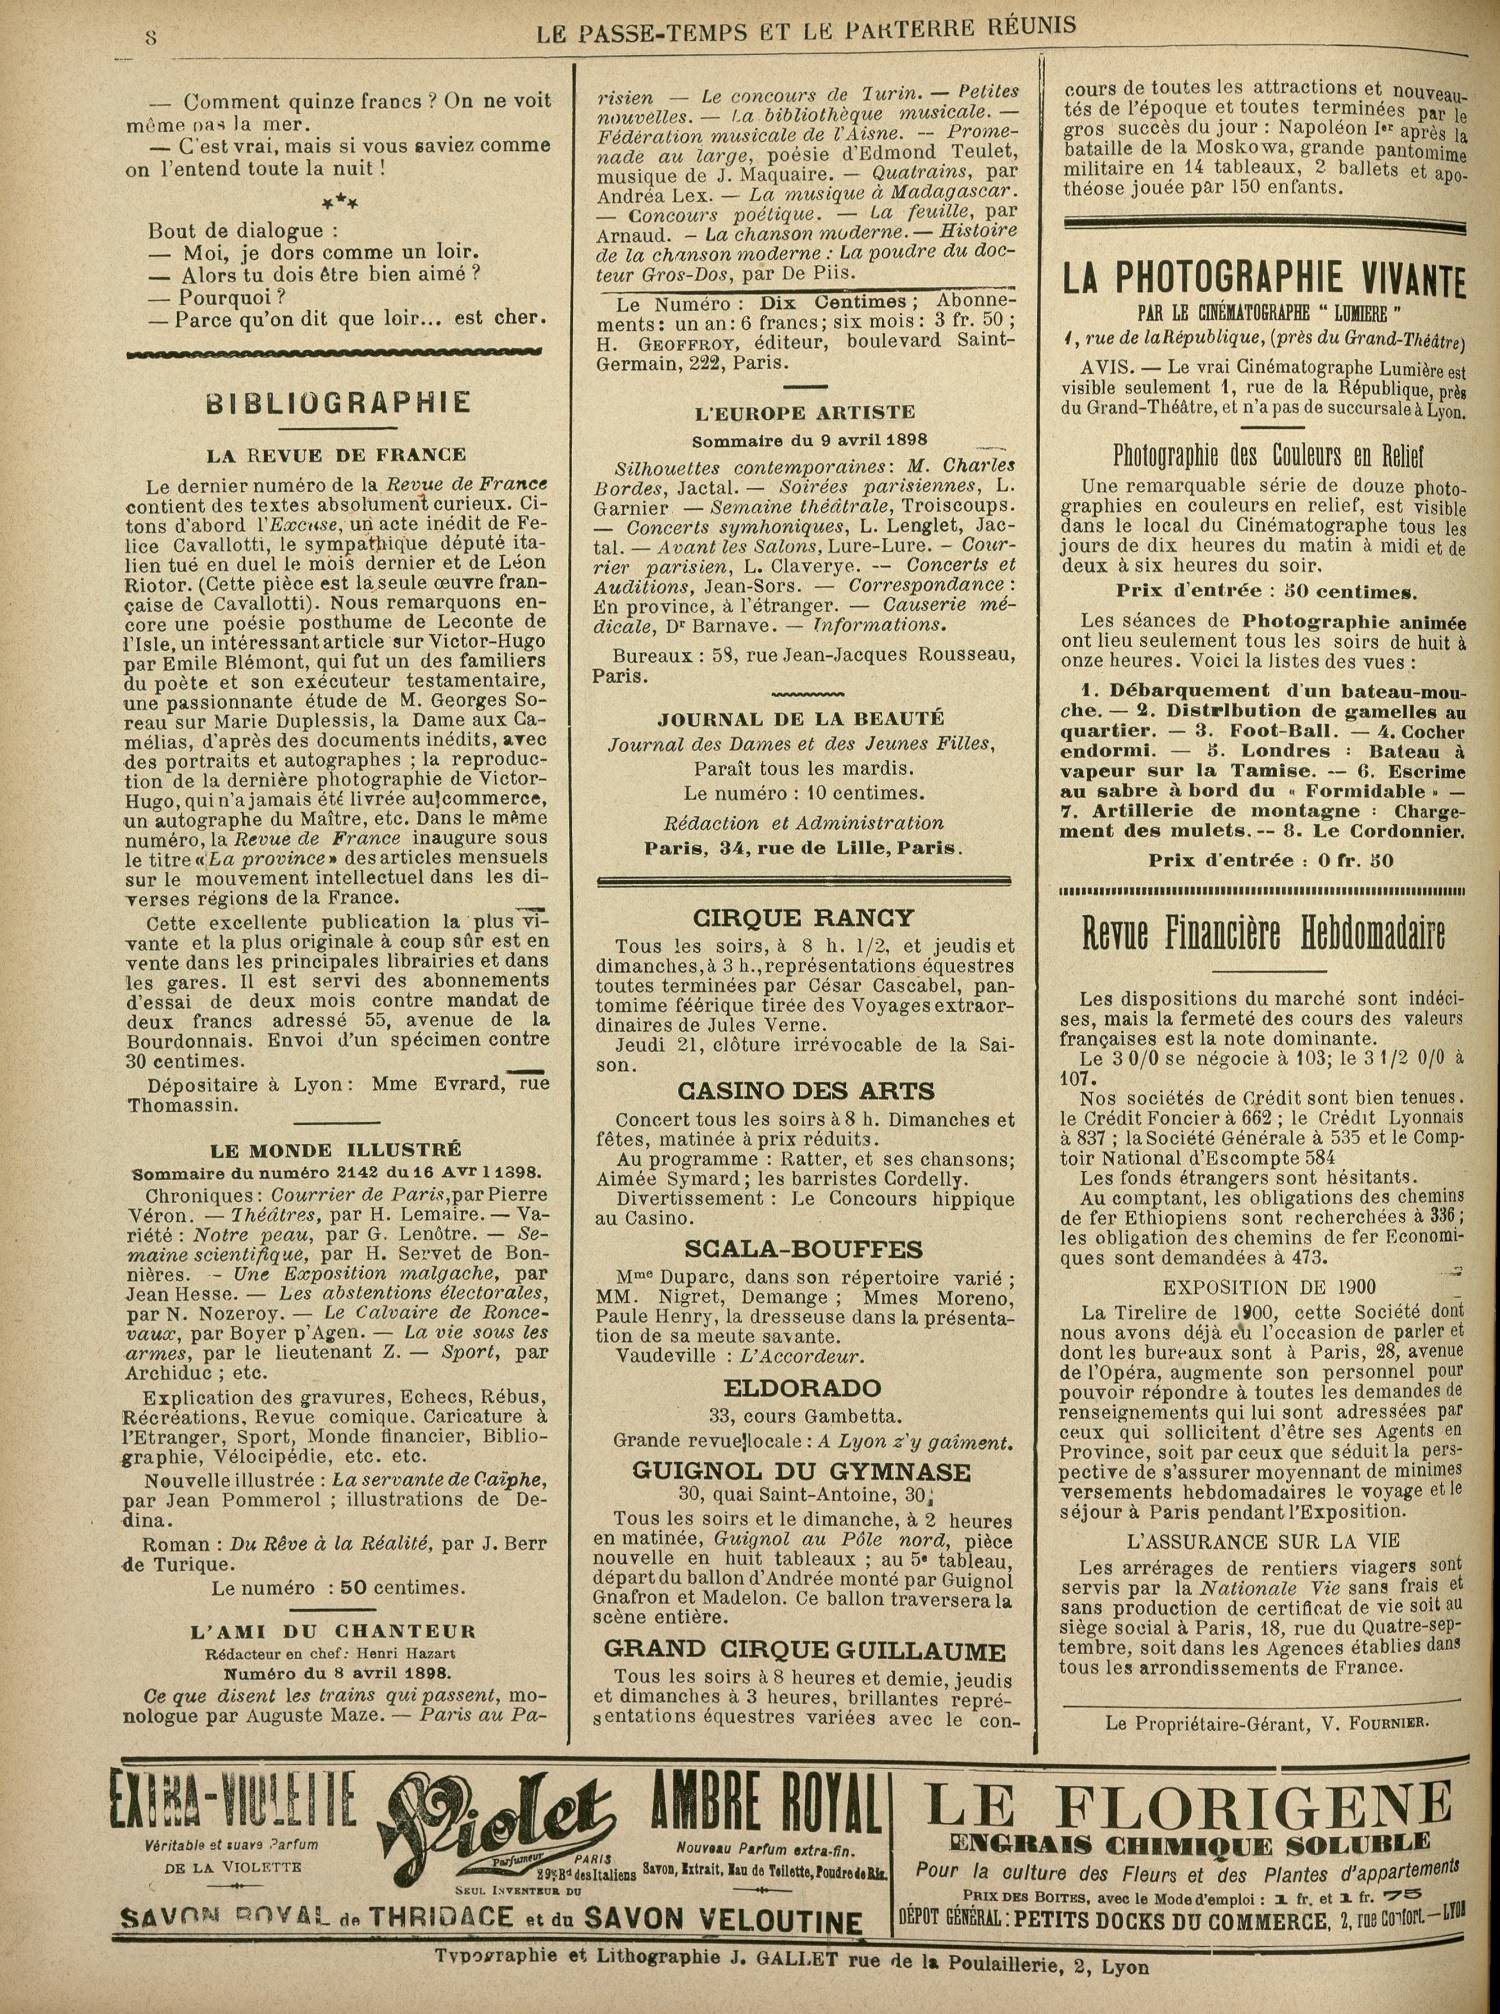 8
LE PASSE-TEMPS ET LE PARTERRE RÉUNIS
— Comment quinze francs ? On ne voit
même pas la mer.
— C'est vrai, mais si vous saviez comme
on l'entend toute la nuit !
Bout de dialogue :
— Moi, je dors comme un loir.
— Alors tu dois être bien aimé ?
— Pourquoi ?
— Parce qu'on dit que loir... est cher.
BIBLIOGRAPHIE
LA REVUE DE FRANCE
Le dernier numéro de la Revue de France
contient des textes absolument curieux. Ci-
tons d'abord l'Excuse, un acte inédit de Fe-
lice Cavallotti, le sympathique député ita-
lien tué en duel le mois dernier et de Léon
Riotor. (Cette pièce est la seule œuvre fran-
çaise de Cavallotti). Nous remarquons en-
core une poésie posthume de Leconte de
l'Isle, un intéressant article sur Victor-Hugo
par Emile Blémont, qui fut un des familiers
du poète et son exécuteur testamentaire,
une passionnante étude de M. Georges So-
reau sur Marie Duplessis, la Dame aux Ca-
mélias, d'après des documents inédits, avec
des portraits et autographes ; la reproduc-
tion de la dernière photographie de Victor-
Hugo, qui n'a jamais été livrée au commerce,
un autographe du Maître, etc. Dans le même
numéro, la Revue de France inaugure sous
le titre « La province » des articles mensuels
sur le mouvement intellectuel dans les di-
verses régions de la France.
Cette excellente publication la plus vi-
vante et la plus originale à coup sûr est en
vente dans les principales librairies et dans
les gares. Il est servi des abonnements
d'essai de deux mois contre mandat de
deux francs adressé 55, avenue de la
Bourdonnais. Envoi d'un spécimen contre
30 centimes.
Dépositaire à Lyon : Mme Evrard, rue
Thomassin.
LE MONDE ILLUSTRÉ
Sommaire du numéro 2142 du 16 Avr l 1898.
Chroniques : Courrier de Paris, par Pierre
Véron. — Théâtres, par H. Lemaire. — Va-
riété : Notre peau, par G. Lenôtre. — Se-
maine scientifique, par H. Servet de Bon-
nières. — Une Exposition malgache, par
Jean Hesse. — Les abstentions électorales,
par N. Nozeroy. — Le Calvaire de Ronce-
vaux, par Boyer p'Agen. — La vie sous les
armes, par le lieutenant Z. — Sport, par
Archiduc ; etc.
Explication des gravures, Echecs, Rébus,
Récréations, Revue comique. Caricature à
l'Etranger, Sport, Monde financier, Biblio-
graphie, Vélocipédie, etc. etc.
Nouvelle illustrée : La servante de Caïphe,
par Jean Pommerol ; illustrations de De-
dina.
Roman : Du Rêve à la Réalité, par J. Berr
de Turique.
Le numéro : 50 centimes.
L'AMI DU CHANTEUR
Rédacteur en chef : Henri Hazart
Numéro du 8 avril 1898.
Ce que disent les trains qui passent, mo-
nologue par Auguste Maze. — Paris au Pa-
risien — Le concours de Turin. — Petites
nouvelles. — La bibliothèque musicale. —
Fédération musicale de l'Aisne. — Prome-
nade au large, poésie d'Edmond Teulet,
musique de J. Maquaire. — Quatrains, par
Andréa Lex. — La musique à Madagascar.
— Concours poétique. — La feuille, par
Arnaud. — La chanson moderne. — Histoire
de la chanson moderne : La poudre du doc-
teur Gros-Dos, par De Piis.
Le Numéro : Dix Centimes ; Abonne-
ments : un an : 6 francs ; six mois : 3 fr. 50 ;
H. GEOFFROY, éditeur, boulevard Saint-
Germain, 222, Paris.
L'EUROPE ARTISTE
Sommaire du 9 avril 1898
Silhouettes contemporaines : M. Charles
Bordes, Jactal. — Soirées parisiennes, L.
Garnier — Semaine théâtrale, Troiscoups.
— Concerts symhoniques, L. Lenglet, Jac-
tal. — Avant les Salons, Lure-Lure. — Cour-
rier parisien, L. Claverye. — Concerts et
Auditions, Jean-Sors. — Correspondance :
En province, à l'étranger. — Causerie mé-
dicale, Dr Barnave. — Informations.
Bureaux : 58, rue Jean-Jacques Rousseau,
Paris.
JOURNAL DE LA BEAUTÉ
Journal des Dames et des Jeunes Filles,
Paraît tous les mardis.
Le numéro : 10 centimes.
Rédaction et Administration
Paris, 34, rue de Lille, Paris.
CIRQUE RANCY
Tous les soirs, à 8 h. 1/2, et jeudis et
dimanches, à 3 h., représentations équestres
toutes terminées par César Cascabel, pan-
tomime féérique tirée des Voyages extraor-
dinaires de Jules Verne.
Jeudi 21, clôture irrévocable de la Sai-
son.
CASINO DES ARTS
Concert tous les soirs à 8 h. Dimanches et
fêtes, matinée à prix réduits.
Au programme : Ratter, et ses chansons ;
Aimée Symard ; les barristes Cordelly.
Divertissement : Le Concours hippique
au Casino.
SCALA-BOUFFES
Mme Duparc, dans son répertoire varié ;
MM. Nigret, Demange ; Mmes Moreno,
Paule Henry, la dresseuse dans la présenta-
tion de sa meute savante.
Vaudeville : L'Accordeur.
ELDORADO
33, cours Gambetta.
Grande revue locale : A Lyon z'y gaiment.
GUIGNOL DU GYMNASE
30, quai Saint-Antoine, 30
Tous les soirs et le dimanche, à 2 heures
en matinée, Guignol au Pôle nord, pièce
nouvelle en huit tableaux ; au 5e tableau,
départ du ballon d'Andrée monté par Guignol
Gnafron et Madelon. Ce ballon traversera la
scène entière.
GRAND CIRQUE GUILLAUME
Tous les soirs à 8 heures et demie, jeudis
et dimanches à 3 heures, brillantes repré-
sentations équestres variées avec le con-
cours de toutes les attractions et nouveau-
tés de l'époque et toutes terminées par le
gros succès du jour : Napoléon Ier après la
bataille de la Moskowa, grande pantomime
militaire en 14 tableaux, 2 ballets et apo-
théose jouée par 150 enfants.
LA PHOTOGRAPHIE VIVANTE
PAR LE CINÉMATOGRAPHE " LUMIERE "
1, rue de la République, (près du Grand-Théâtre)
AVIS. — Le vrai Cinématographe Lumière est
visible seulement 1, rue de la République, près
du Grand-Théâtre, et n'a pas de succursale à Lyon.
Photographie des Couleurs en Relief
Une remarquable série de douze photo-
graphies en couleurs en relief, est visible
dans le local du Cinématographe tous les
jours de dix heures du matin à midi et de
deux à six heures du soir.
Prix d'entrée : 50 centimes.
Les séances de Photographie animée
ont lieu seulement tous les soirs de huit à
onze heures. Voici la listes des vues :
1. Débarquement d'un bateau-mou-
che. — 2. Distribution de gamelles au
quartier. — 3. Foot-Ball. — 4. Cocher
endormi. — 5. Londres : Bateau à
vapeur sur la Tamise. — 6. Escrime
au sabre à bord du « Formidable » —
7. Artillerie de montagne : Charge-
ment des mulets. — 8. Le Cordonnier.
Prix d'entrée : 0 fr. 50
Revue Financière Hebdomadaire
Les dispositions du marché sont indéci-
ses, mais la fermeté des cours des valeurs
françaises est la note dominante.
Le 3 0/0 se négocie à 103; le 3 1/2 0/0 à
107.
Nos sociétés de Crédit sont bien tenues.
le Crédit Foncier à 662 ; le Crédit Lyonnais
à 837 ; la Société Générale à 535 et le Comp-
toir National d'Escompte 584
Les fonds étrangers sont hésitants.
Au comptant, les obligations des chemins
de fer Ethiopiens sont recherchées à 336 ;
les obligation des chemins de fer Economi-
ques sont demandées à 473.
EXPOSITION DE 1900
La Tirelire de 1900, cette Société dont
nous avons déjà eu l'occasion de parler et
dont les bureaux sont à Paris, 28, avenue
de l'Opéra, augmente son personnel pour
pouvoir répondre à toutes les demandes de
renseignements qui lui sont adressées par
ceux qui sollicitent d'être ses Agents en
Province, soit par ceux que séduit la pers-
pective de s'assurer moyennant de minimes
versements hebdomadaires le voyage et le
séjour à Paris pendant l'Exposition.
L'ASSURANCE SUR LA VIE
Les arrérages de rentiers viagers sont
servis par la Nationale Vie sans frais et
sans production de certificat de vie soit au
siège social à Paris, 18, rue du Quatre-sep-
tembre, soit dans les Agences établies dans
tous les arrondissements de France.
Le Propriétaire-Gérant, V. FOURNIER.
EXTRA-VIOLETTE
Véritable et suave Parfum
DE LA VIOLETTE
Violet
Parfumeur PARIS
29, Bd des Italiens
SEUL INVENTEUR DU
AMBRE ROYAL
Nouveau Parfum extra-fin.
Savon, Extrait, Eau de Toilette, Poudre de Riz.
SAVON ROYAL de THRIDACE et du SAVON VELOUTINE
LE FLORIGENE
ENGRAIS CHIMIQUE SOLUBLE
Pour la culture des Fleurs et des Plantes d'appartements
PRIX DES BOITES, avec le Mode d'emploi : 1 fr. et 1 fr. 75
DÉPOT GÉNÉRAL : PETITS DOCKS DU COMMERCE, 2, rue Confort. — LYON
Typographie et Lithographie J. GALLET rue de la Poulaillerie, 2, Lyon